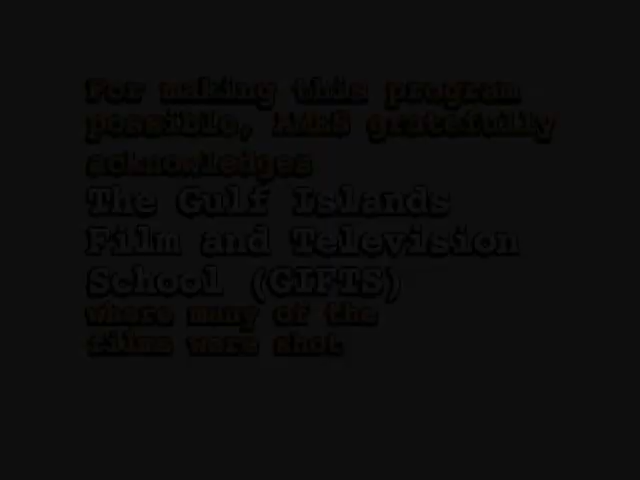 For making this program
possible, gratefully
acknowledges
The Gulf Islands
Film and Television
School (GIFTS)
where many of the
films were shot